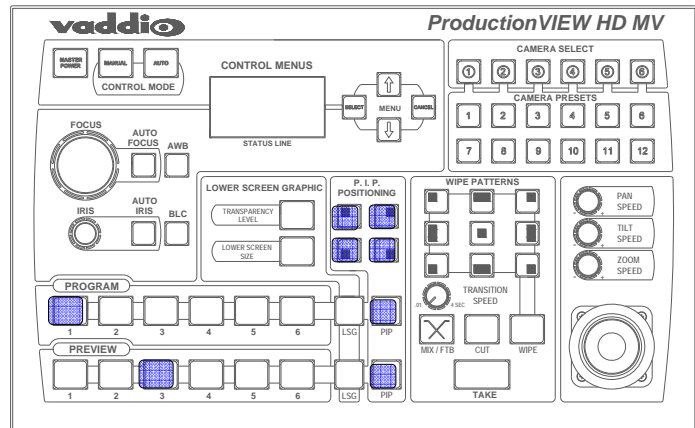 vaddio
ProductionVIEW HD MV
MASTER
POWER
MANUAL
AUTO
CONTROL MODE
CONTROL MENUS
STATUS LINE
SELECT
MENU
CANCEL
CAMERA SELECT
1 2 3 4 5 6
CAMERA PRESETS
1 2 3 4 5 6
7 8 9 10 11 12
FOCUS
AUTO
FOCUS
AWB
IRIS
AUTO
IRIS
BLC
LOWER SCREEN GRAPHIC
TRANSPARENCY
LEVEL
LOWER SCREEN
SIZE
P. I. P.
POSITIONING
WIPE PATTERNS
.01
4 SEC
TRANSITION
SPEED
MIX / FTB
CUT
WIPE
TAKE
- +
PAN
SPEED
- +
TILT
SPEED
- +
ZOOM
SPEED
PROGRAM
1 2 3 4 5 6
LSG
PIP
PREVIEW
1 2 3 4 5 6
LSG
PIP